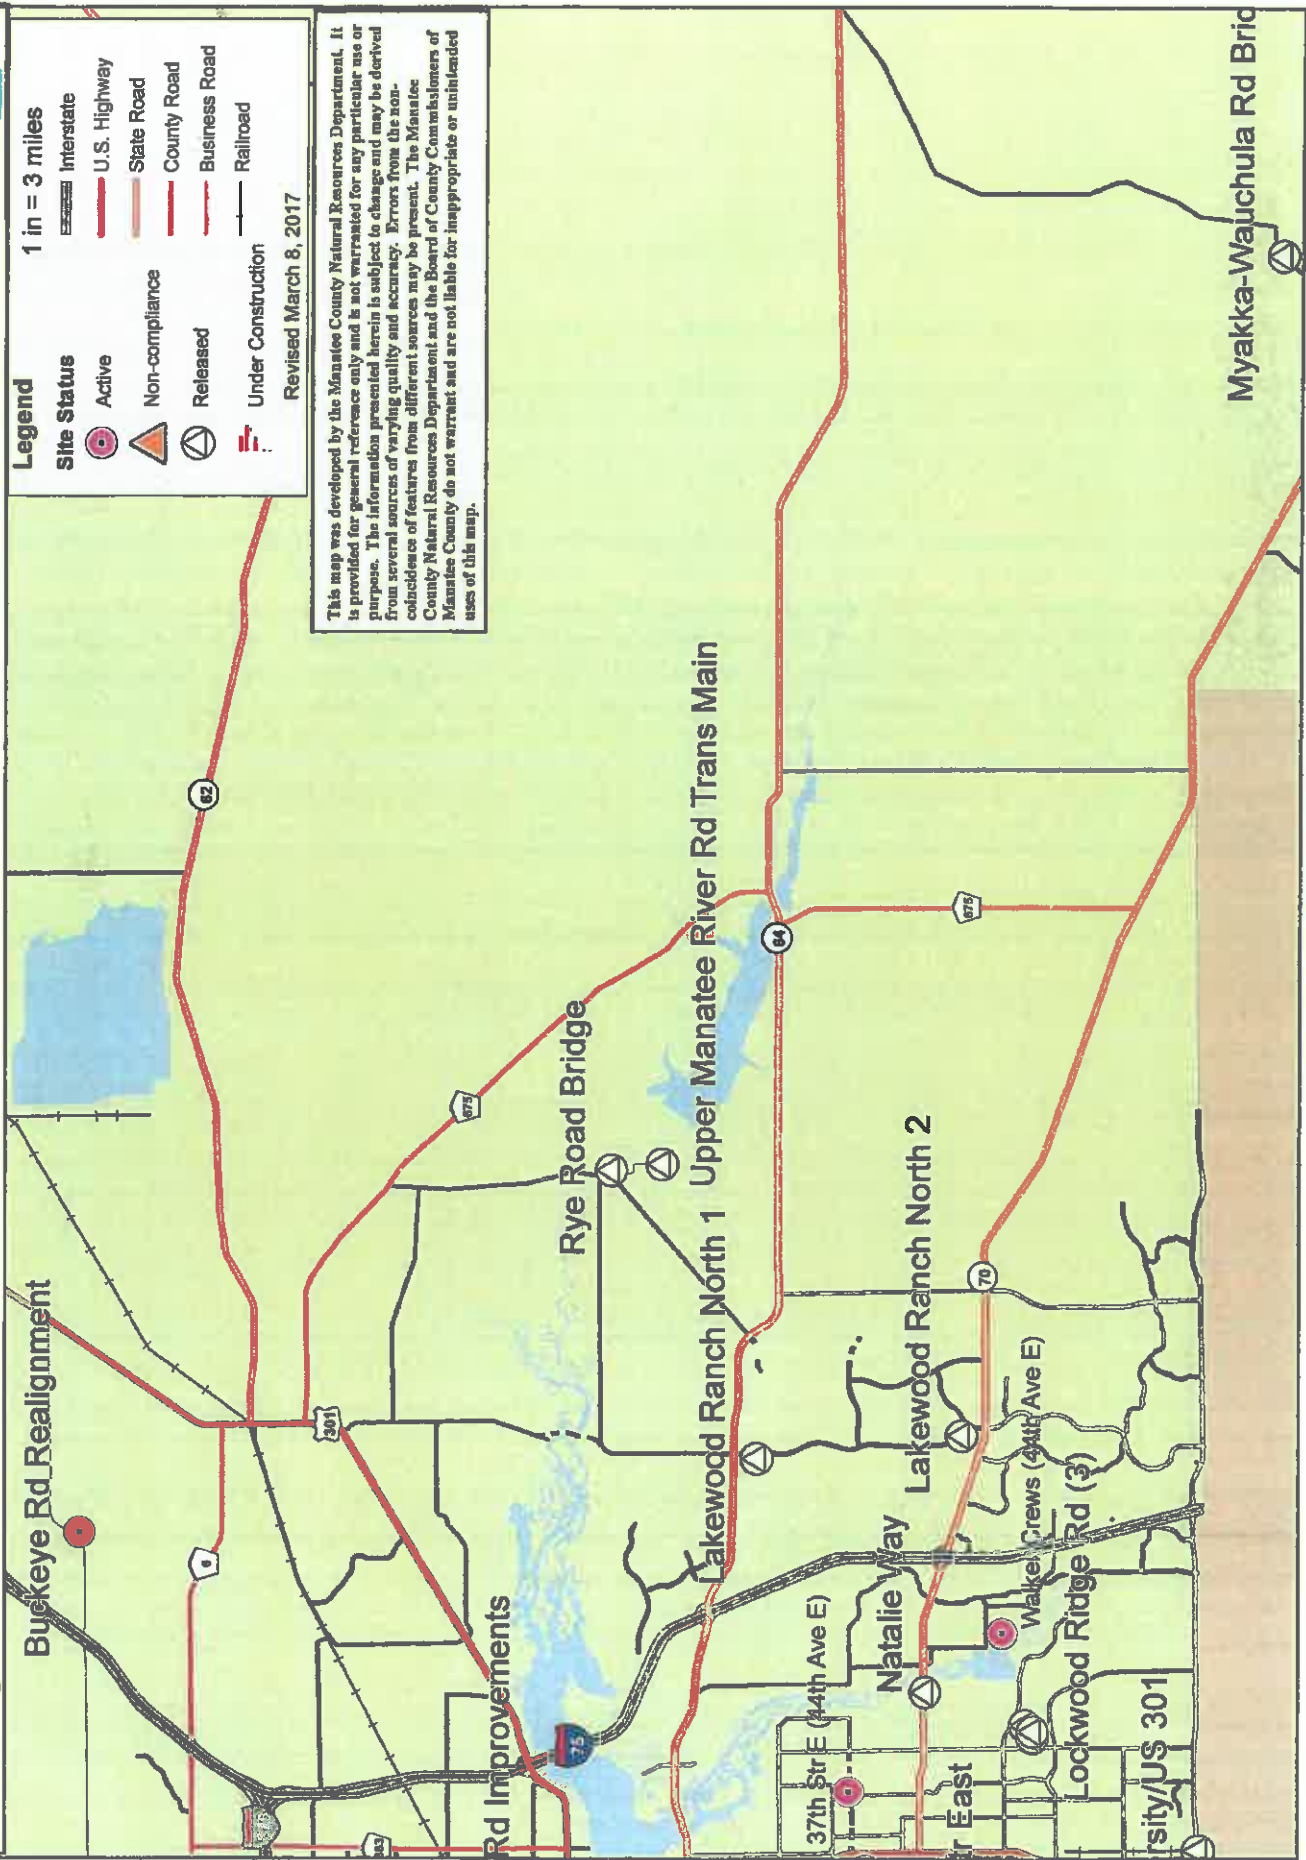 Legend
1 in = 3 miles
Site Status
Active
Non-compliance
Released
Under Construction
Interstate
U.S. Highway
State Road
County Road
Business Road
Railroad
Revised March 8, 2017
This map was developed by the Manatee County Natural Resources Department. It
is provided for general reference only and is not warranted for any particular use or
purpose. The information presented herein is subject to change and may be derived
from several sources of varying quality and accuracy. Errors from the non-
coincidence of features from different sources may be present. The Manatee
County Natural Resources Department and the Board of County Commissioners of
Manatee County do not warrant and are not liable for inappropriate or unintended
uses of this map.
Buckeye Rd Realignment
62
6
301
675
Rye Road Bridge
Rd Improvements
75
Upper Manatee River Rd Trans Main
64
675
Lakewood Ranch North 1
Lakewood Ranch North 2
70
37th Str E (44th Ave E)
Natalie Way
Walker Crews (44th Ave E)
Lockwood Ridge Rd (3)
r East
rsity/US 301
Myakka-Wauchula Rd Bridg